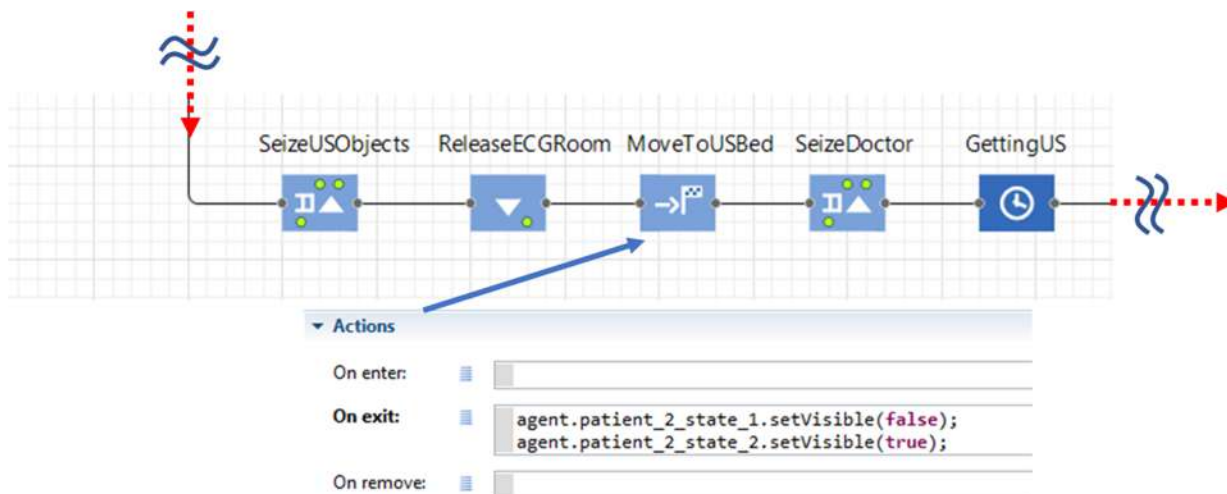 SeizeUSObjects ReleaseECGRoom MoveToUSBed SeizeDoctor GettingUS
Actions
On enter:
On exit: agent.patient_2_state_1.setVisible(false);
agent.patient_2_state_2.setVisible(true);
On remove: